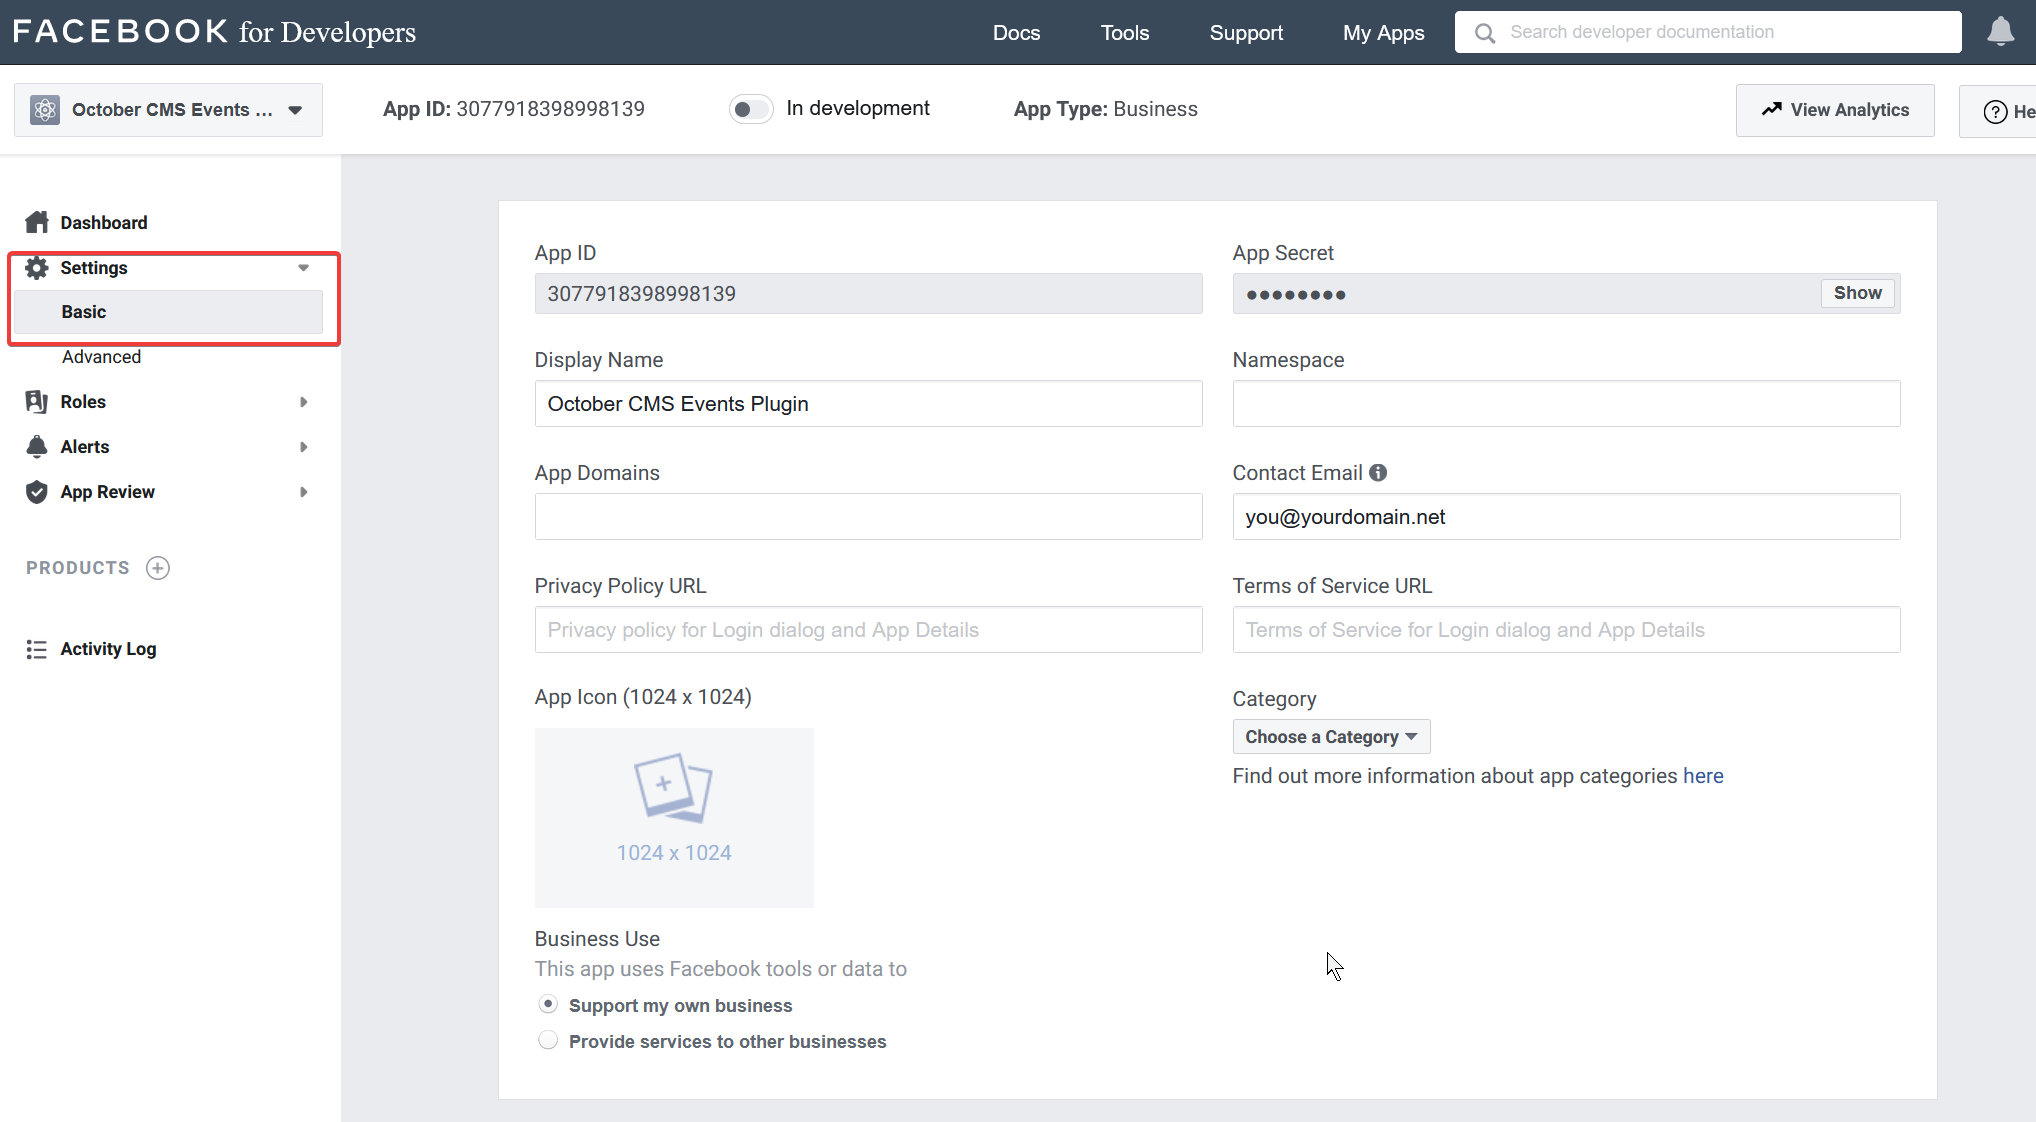 FACEBOOK for Developers
Docs
Tools
Support
My Apps
Search developer documentation
October CMS Events ...
App ID: 3077918398998139
In development
App Type: Business
View Analytics
? He
Dashboard
Settings
Basic
Advanced
Roles
Alerts
App Review
PRODUCTS
Activity Log
App ID
3077918398998139
App Secret
●●●●●●●●
Show
Display Name
October CMS Events Plugin
Namespace
App Domains
Contact Email
you@yourdomain.net
Privacy Policy URL
Privacy policy for Login dialog and App Details
Terms of Service URL
Terms of Service for Login dialog and App Details
App Icon (1024 x 1024)
1024 x 1024
Category
Choose a Category
Find out more information about app categories here
Business Use
This app uses Facebook tools or data to
Support my own business
Provide services to other businesses